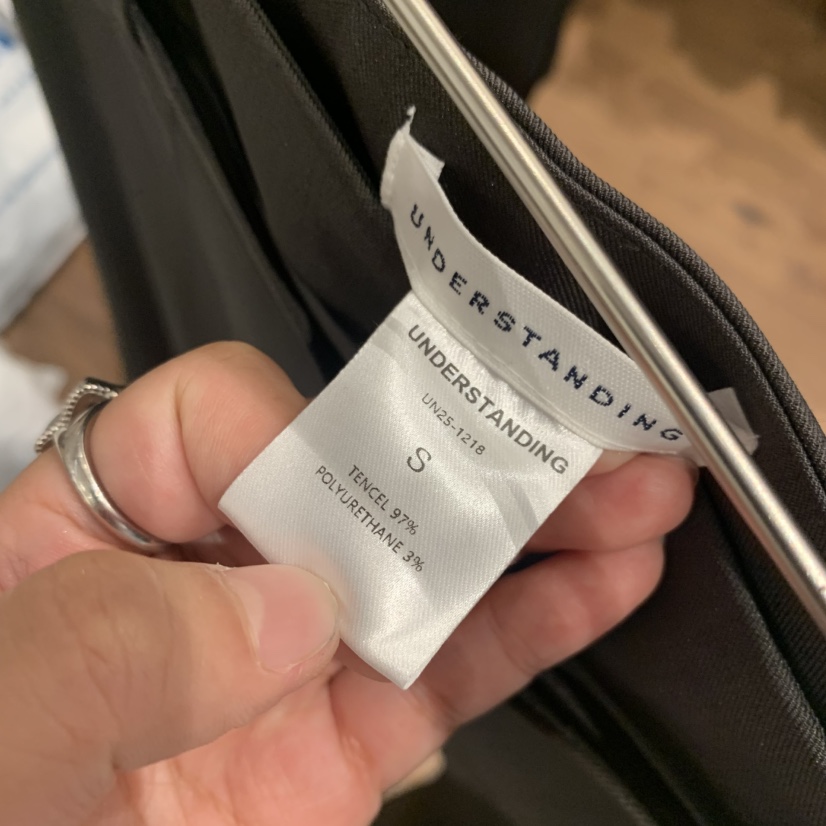 UNDERSTANDING
UNDERSTANDING
UN25-1218
S
TENCEL 97%
POLYURETHANE 3%